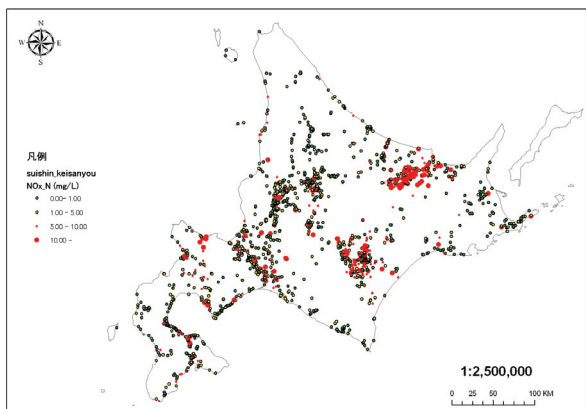 N
W E
S
凡例
suishin_keisanyou
NOx_N (mg/L)
0.00 - 1.00
1.00 - 5.00
5.00 - 10.00
10.00 -
1:2,500,000
0 25 50 100 KM